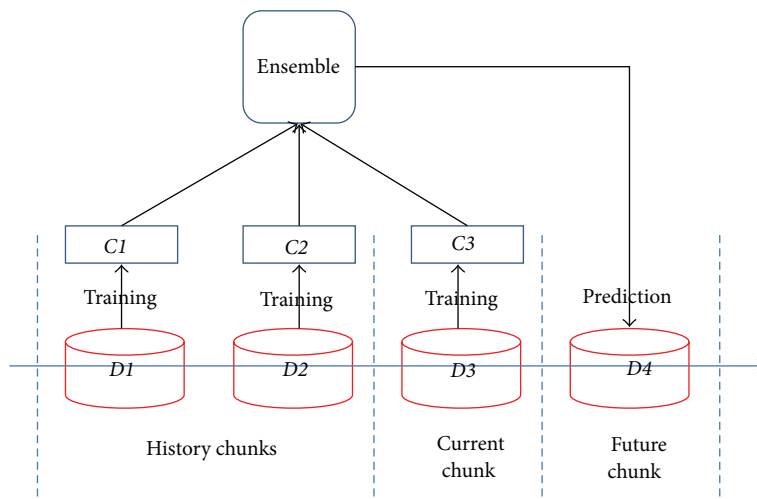 Ensemble
C1
C2
C3
Training
Training
Training
Prediction
D1
D2
D3
D4
History chunks
Current
chunk
Future
chunk